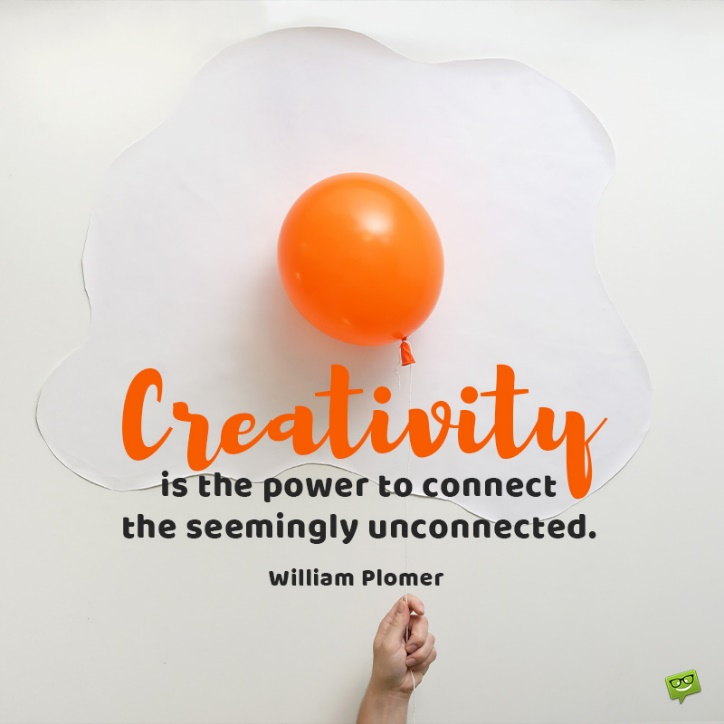 Creativity
is the power to connect
the seemingly unconnected.
William Plomer